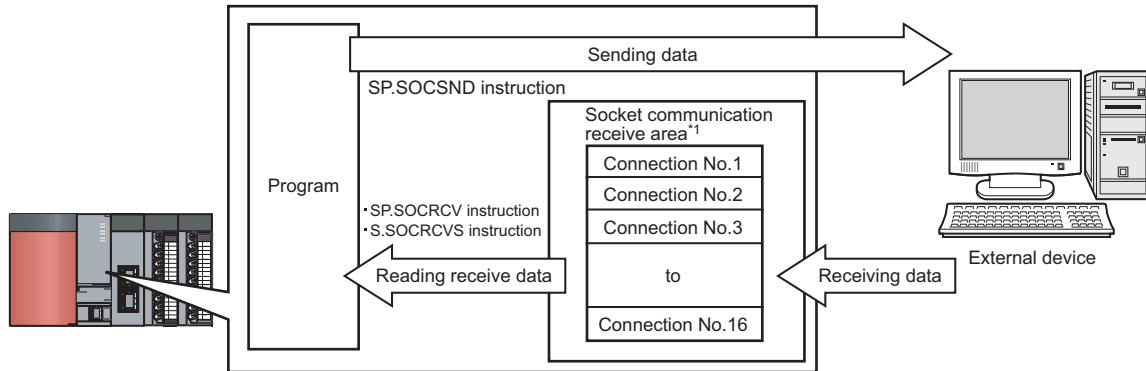 Sending data
SP.SOCSND instruction
Socket communication
receive area*1
Connection No.1
Connection No.2
Connection No.3
to
Connection No.16
Program
・SP.SOCRCV instruction
・S.SOCRCVS instruction
Reading receive data
Receiving data
External device